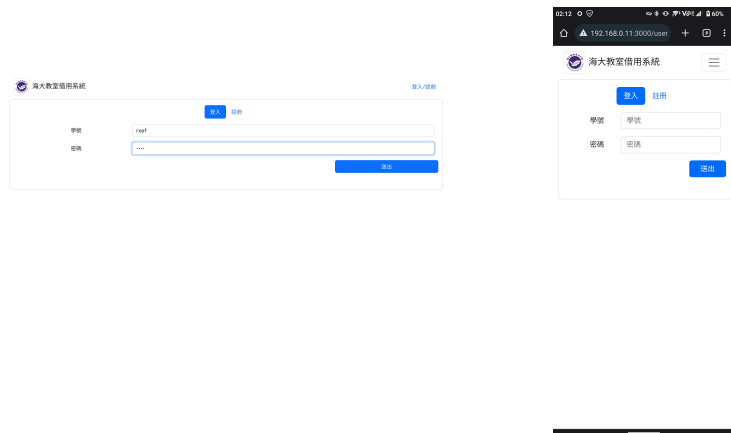 海大教室借用系統
登入/註冊
登入 註冊
學號 root
密碼 ····
送出
02:12
60%
192.168.0.11:3000/user
海大教室借用系統
登入 註冊
學號 學號
密碼 密碼
送出